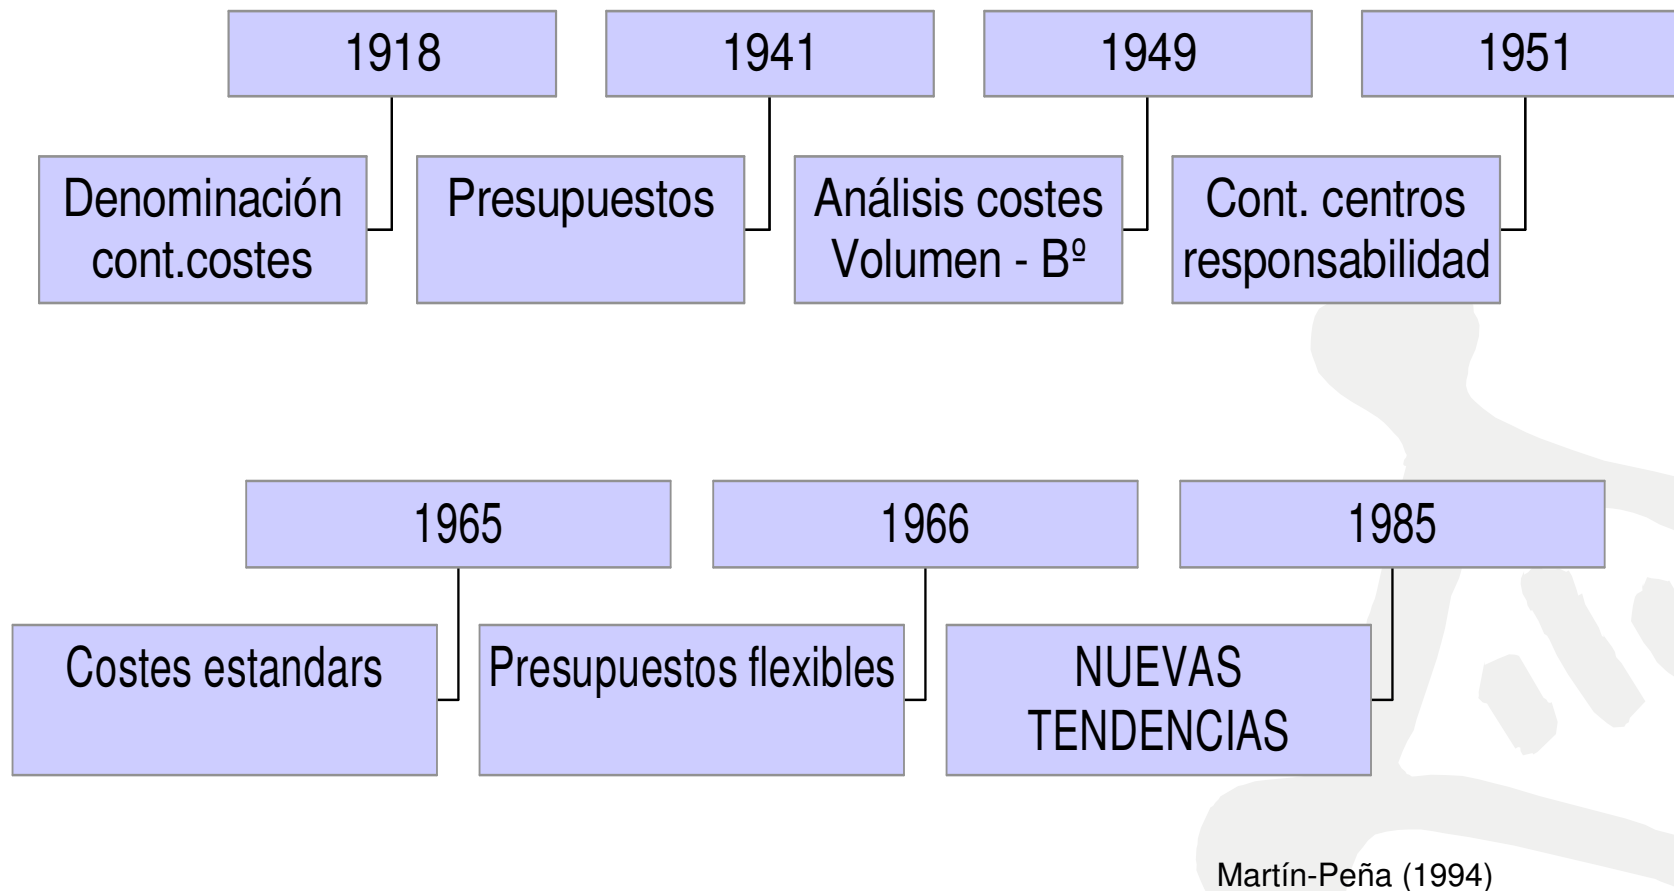 1918
1941
1949
1951
Denominación
cont.costes
Presupuestos
Análisis costes
Volumen - Bº
Cont. centros
responsabilidad
1965
1966
1985
Costes estandars
Presupuestos flexibles
NUEVAS
TENDENCIAS
Martín-Peña (1994)